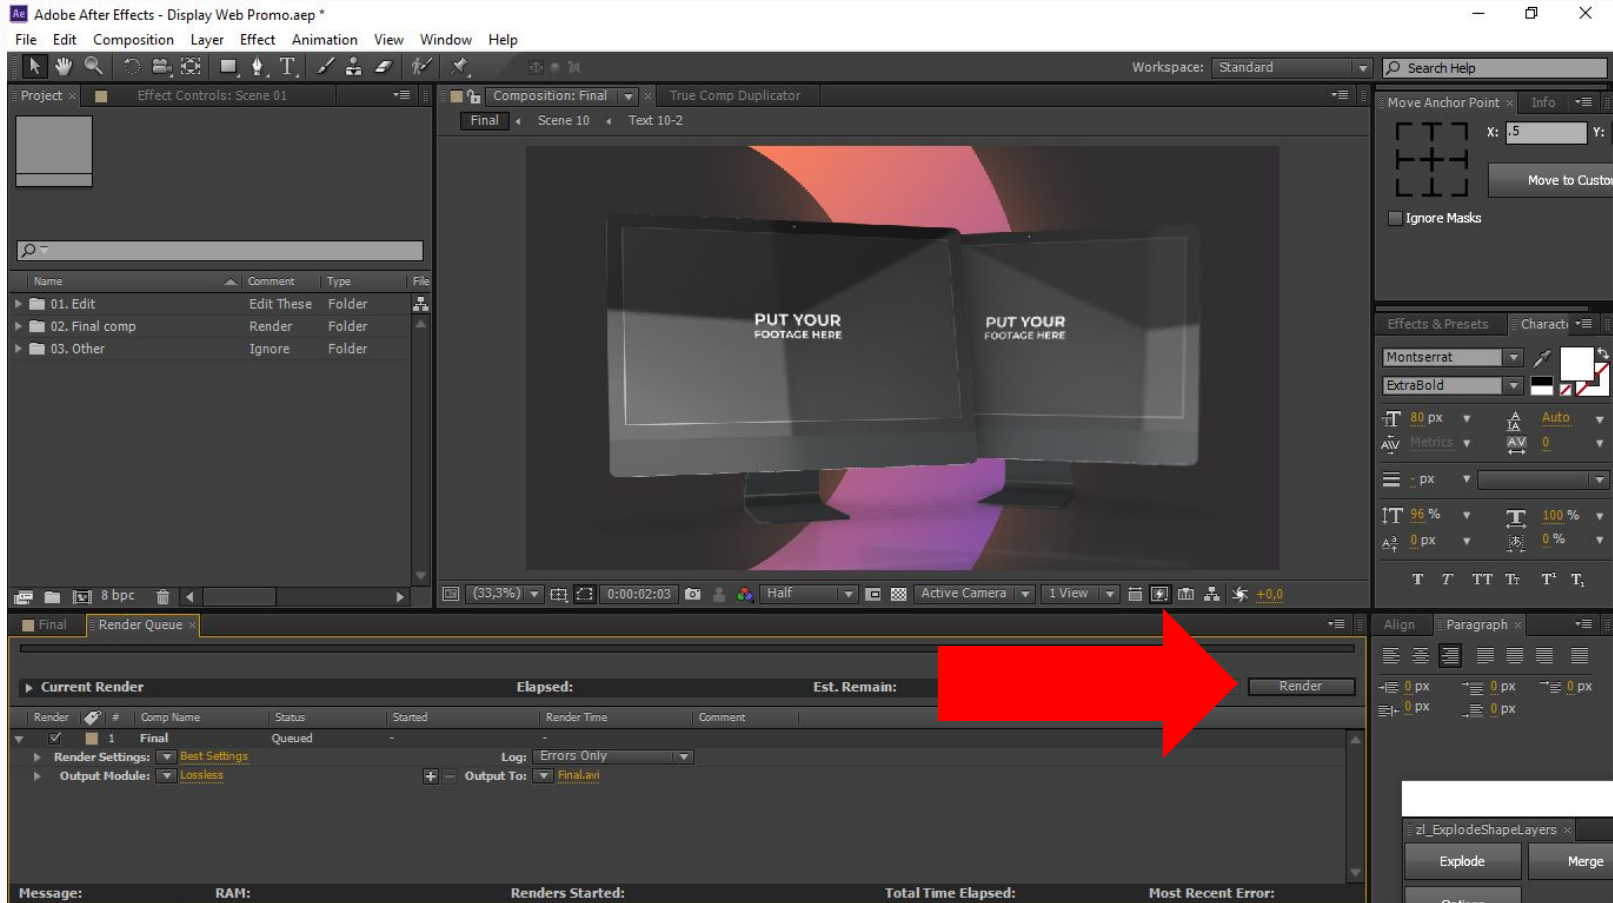 Ae Adobe After Effects - Display Web Promo.aep *
File Edit Composition Layer Effect Animation View Window Help
T Workspace: Standard Search Help
Project × Effect Controls: Scene 01
Composition: Final × True Comp Duplicator
Final Scene 10 Text 10-2
Move Anchor Point × Info
X: .5 Y:
Move to Custo
Ignore Masks
PUT YOUR
FOOTAGE HERE
PUT YOUR
FOOTAGE HERE
Name Comment Type File
01. Edit Edit These Folder
02. Final comp Render Folder
03. Other Ignore Folder
8 bpc
(33,3%) 0:00:02:03 Half Active Camera 1 View +0,0
Effects & Presets Characte
Montserrat
ExtraBold
80 px Auto
Metrics AV 0
- px
96 % 100 %
0 px 0 %
T T TT Tr T¹ T₁
Final Render Queue ×
Current Render Elapsed: Est. Remain: Render
Render # Comp Name Status Started Render Time Comment
1 Final Queued - -
Render Settings: Best Settings Log: Errors Only
Output Module: Lossless Output To: Final.avi
Message: RAM: Renders Started: Total Time Elapsed: Most Recent Error:
Align Paragraph ×
0 px 0 px 0 px
0 px 0 px
zl_ExplodeShapeLayers ×
Explode Merge